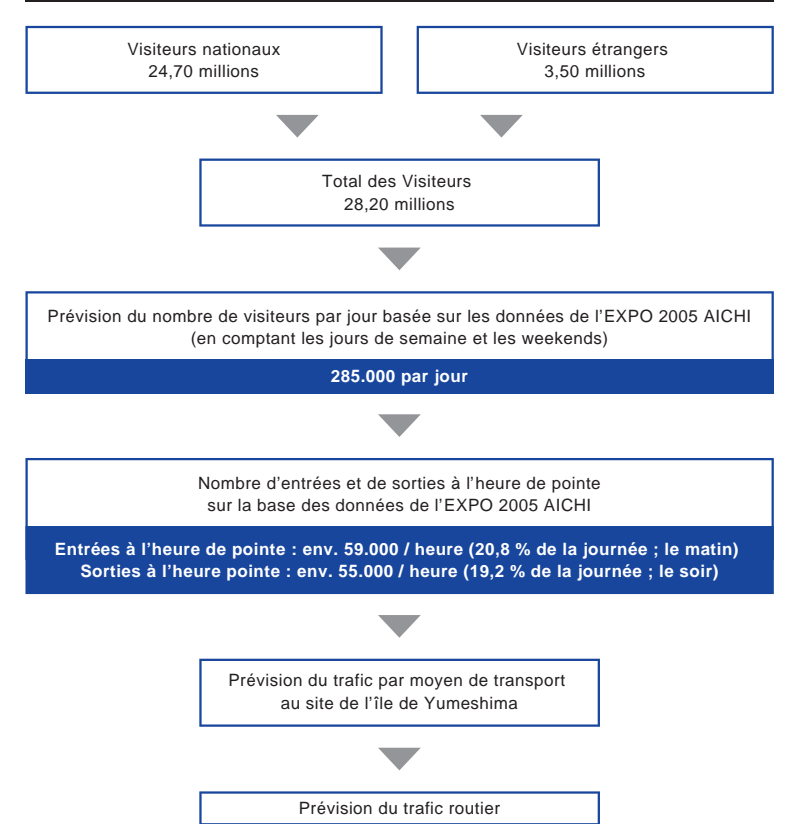 Visiteurs nationaux
24,70 millions
Visiteurs étrangers
3,50 millions
Total des Visiteurs
28,20 millions
Prévision du nombre de visiteurs par jour basée sur les données de l'EXPO 2005 AICHI
(en comptant les jours de semaine et les weekends)
285.000 par jour
Nombre d'entrées et de sorties à l'heure de pointe
sur la base des données de l'EXPO 2005 AICHI
Entrées à l'heure de pointe : env. 59.000 / heure (20,8 % de la journée ; le matin)
Sorties à l'heure pointe : env. 55.000 / heure (19,2 % de la journée ; le soir)
Prévision du trafic par moyen de transport
au site de l'île de Yumeshima
Prévision du trafic routier